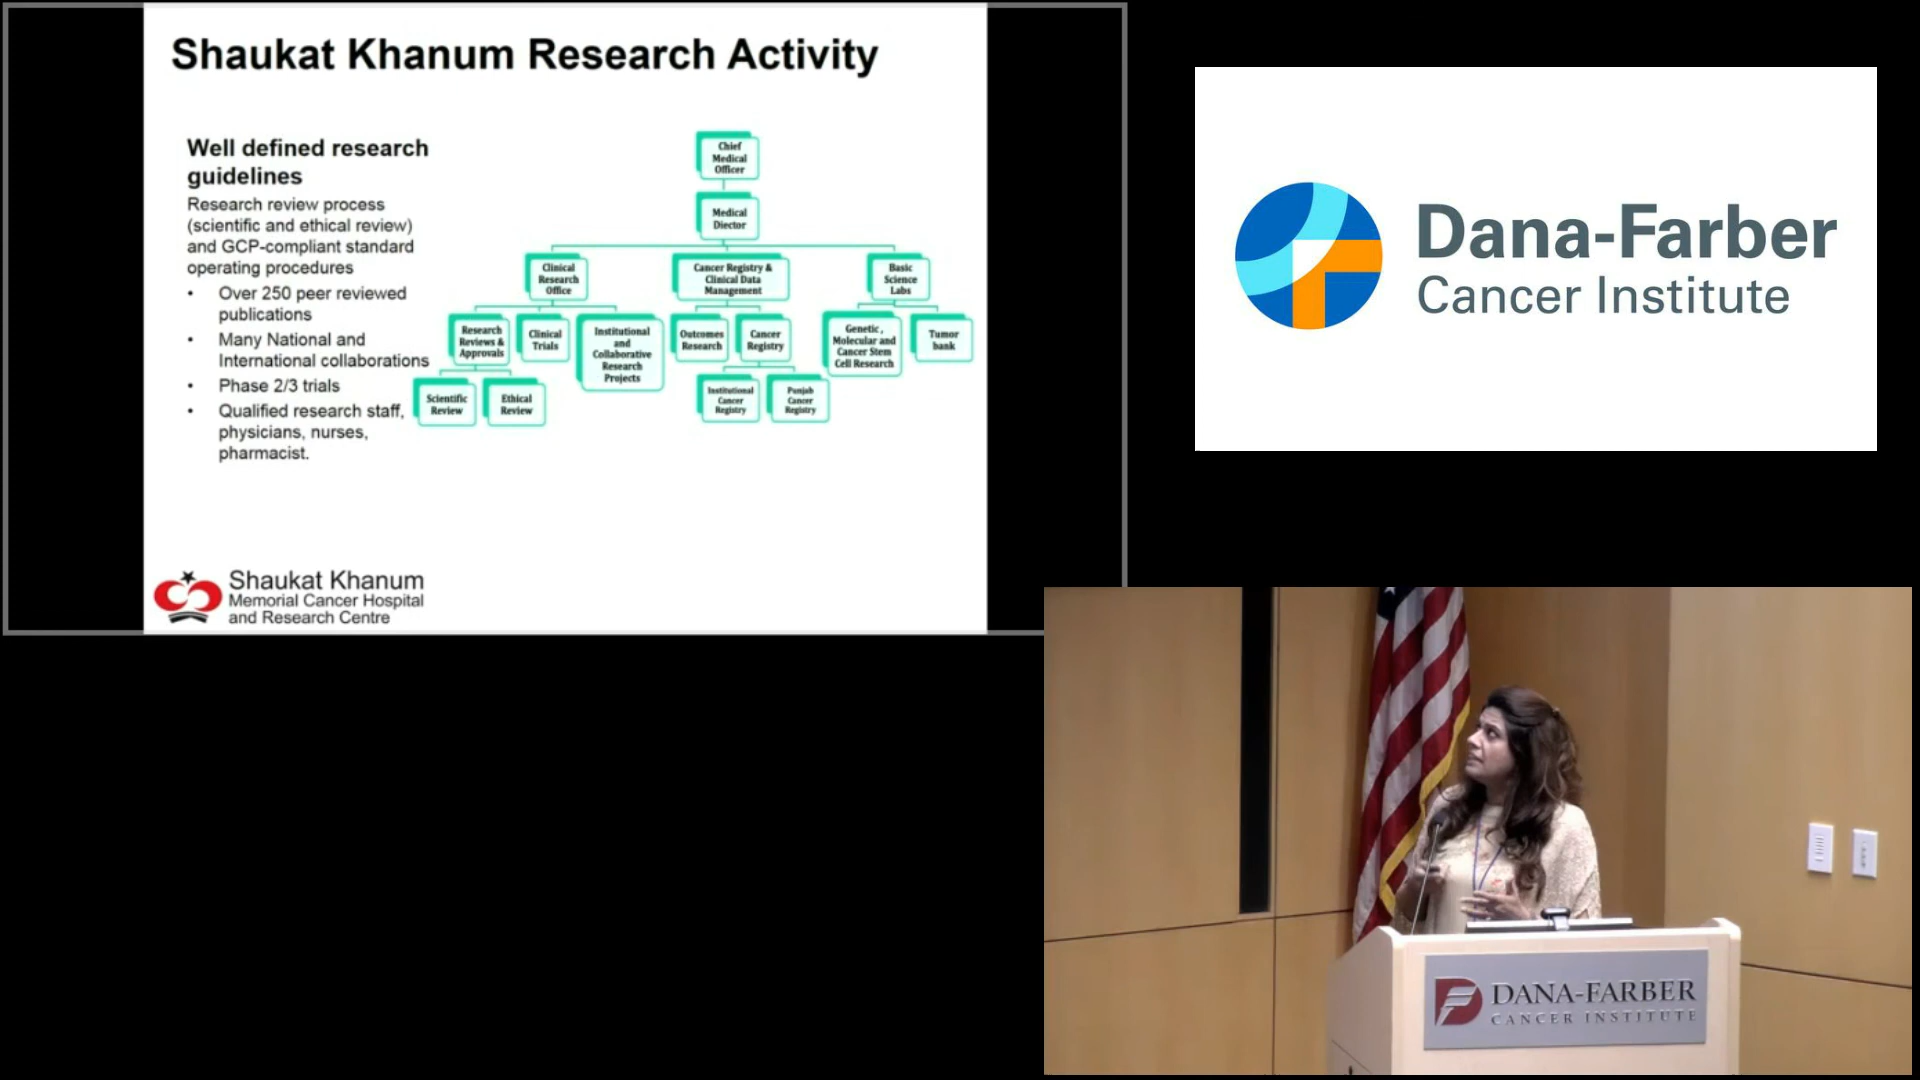 Shaukat Khanum Research Activity
Well defined research
guidelines
Research review process
(scientific and ethical review)
and GCP-compliant standard
operating procedures
• Over 250 peer reviewed
publications
• Many National and
International collaborations
• Phase 2/3 trials
• Qualified research staff,
physicians, nurses,
pharmacist.
Chief
Medical
Officer
Medical
Diector
Clinical
Research
Office
Cancer Registry &
Clinical Data
Management
Basic
Science
Labs
Research
Reviews &
Approvals
Clinical
Trials
Institutional
and
Collaborative
Research
Projects
Outcomes
Research
Cancer
Registry
Genetic,
Molecular and
Cancer Stem
Cell Research
Tumor
bank
Scientific
Review
Ethical
Review
Institutional
Cancer
Registry
Punjab
Cancer
Registry
Shaukat Khanum
Memorial Cancer Hospital
and Research Centre
Dana-Farber
Cancer Institute
DANA-FARBER
CANCER INSTITUTE